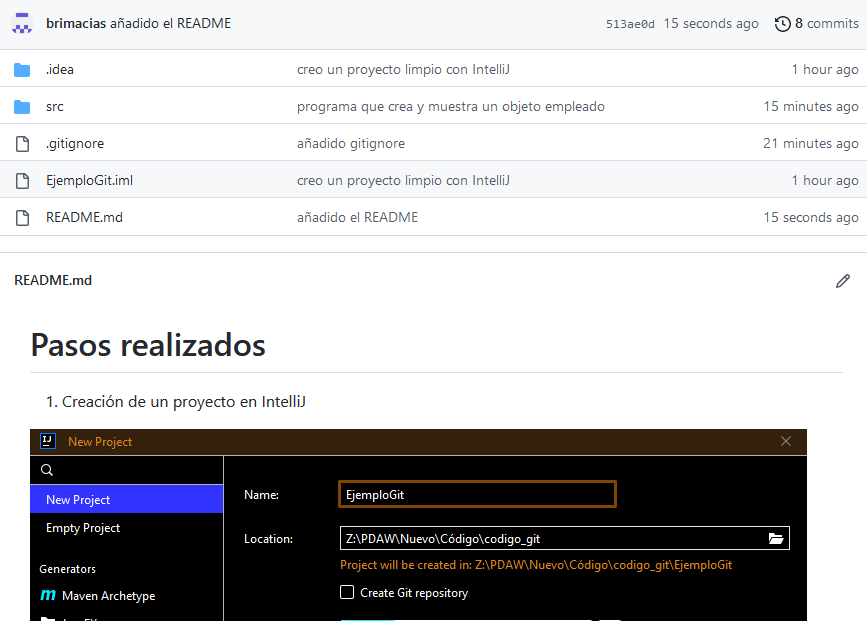 brimacias añadido el README 513ae0d 15 seconds ago 8 commits
.idea creo un proyecto limpio con IntelliJ 1 hour ago
src programa que crea y muestra un objeto empleado 15 minutes ago
.gitignore añadido gitignore 21 minutes ago
EjemploGit.iml creo un proyecto limpio con IntelliJ 1 hour ago
README.md añadido el README 15 seconds ago
README.md
Pasos realizados
1. Creación de un proyecto en IntelliJ
IJ New Project
New Project
Empty Project
Generators
m Maven Archetype
Name: EjemploGit
Location: Z:\PDAW\Nuevo\Código\codigo_git
Project will be created in: Z:\PDAW\Nuevo\Código\codigo_git\EjemploGit
Create Git repository